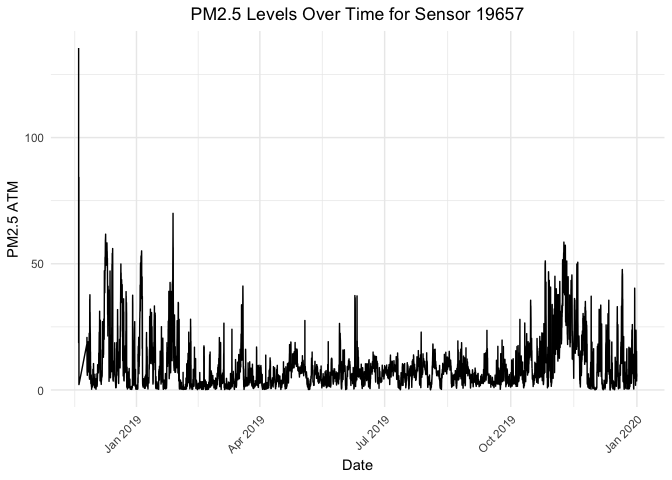 PM2.5 Levels Over Time for Sensor 19657
PM2.5 ATM
100
50
0
Jan 2019
Apr 2019
Jul 2019
Oct 2019
Jan 2020
Date